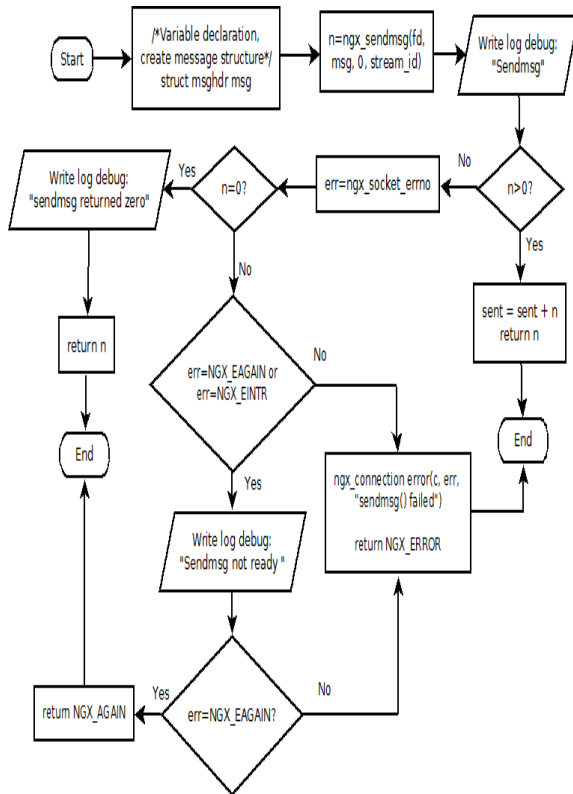 Start
/*Variable declaration,
create message structure*/
struct msghdr msg
n=ngx_sendmsg(fd,
msg, 0, stream_id)
Write log debug:
"Sendmsg"
n>0?
No
Yes
err=ngx_socket_errno
n=0?
Yes
No
Write log debug:
"sendmsg returned zero"
return n
End
sent = sent + n
return n
End
err=NGX_EAGAIN or
err=NGX_EINTR
No
Yes
ngx_connection error(c, err,
"sendmsg() failed")
return NGX_ERROR
Write log debug:
"Sendmsg not ready "
err=NGX_EAGAIN?
Yes
No
return NGX_AGAIN